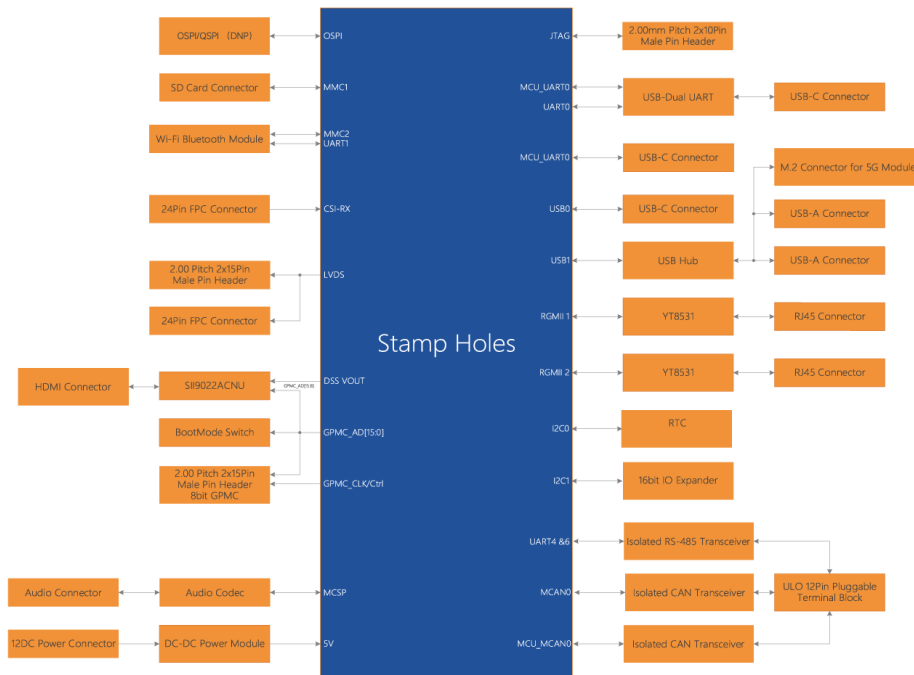 OSPI/QSPI （DNP）
OSPI
SD Card Connector
MMC1
Wi-Fi Bluetooth Module
MMC2
UART1
24Pin FPC Connector
CSI-RX
2.00 Pitch 2x15Pin
Male Pin Header
LVDS
24Pin FPC Connector
HDMI Connector
SII9022ACNU
DSS VOUT
BootMode Switch
GPMC_AD[15:0]
2.00 Pitch 2x15Pin
Male Pin Header
8bit GPMC
GPMC_CLK/Ctrl
Audio Connector
Audio Codec
MCSP
12DC Power Connector
DC-DC Power Module
5V
Stamp Holes
JTAG
2.00mm Pitch 2x10Pin
Male Pin Header
MCU_UART0
UART0
USB-Dual UART
USB-C Connector
MCU_UART0
USB-C Connector
M.2 Connector for 5G Module
USB0
USB-C Connector
USB-A Connector
USB1
USB Hub
USB-A Connector
RGMII 1
YT8531
RJ45 Connector
RGMII 2
YT8531
RJ45 Connector
I2C0
RTC
I2C1
16bit IO Expander
UART4 &6
Isolated RS-485 Transceiver
MCAN0
Isolated CAN Transceiver
ULO 12Pin Pluggable
Terminal Block
MCU_MCAN0
Isolated CAN Transceiver